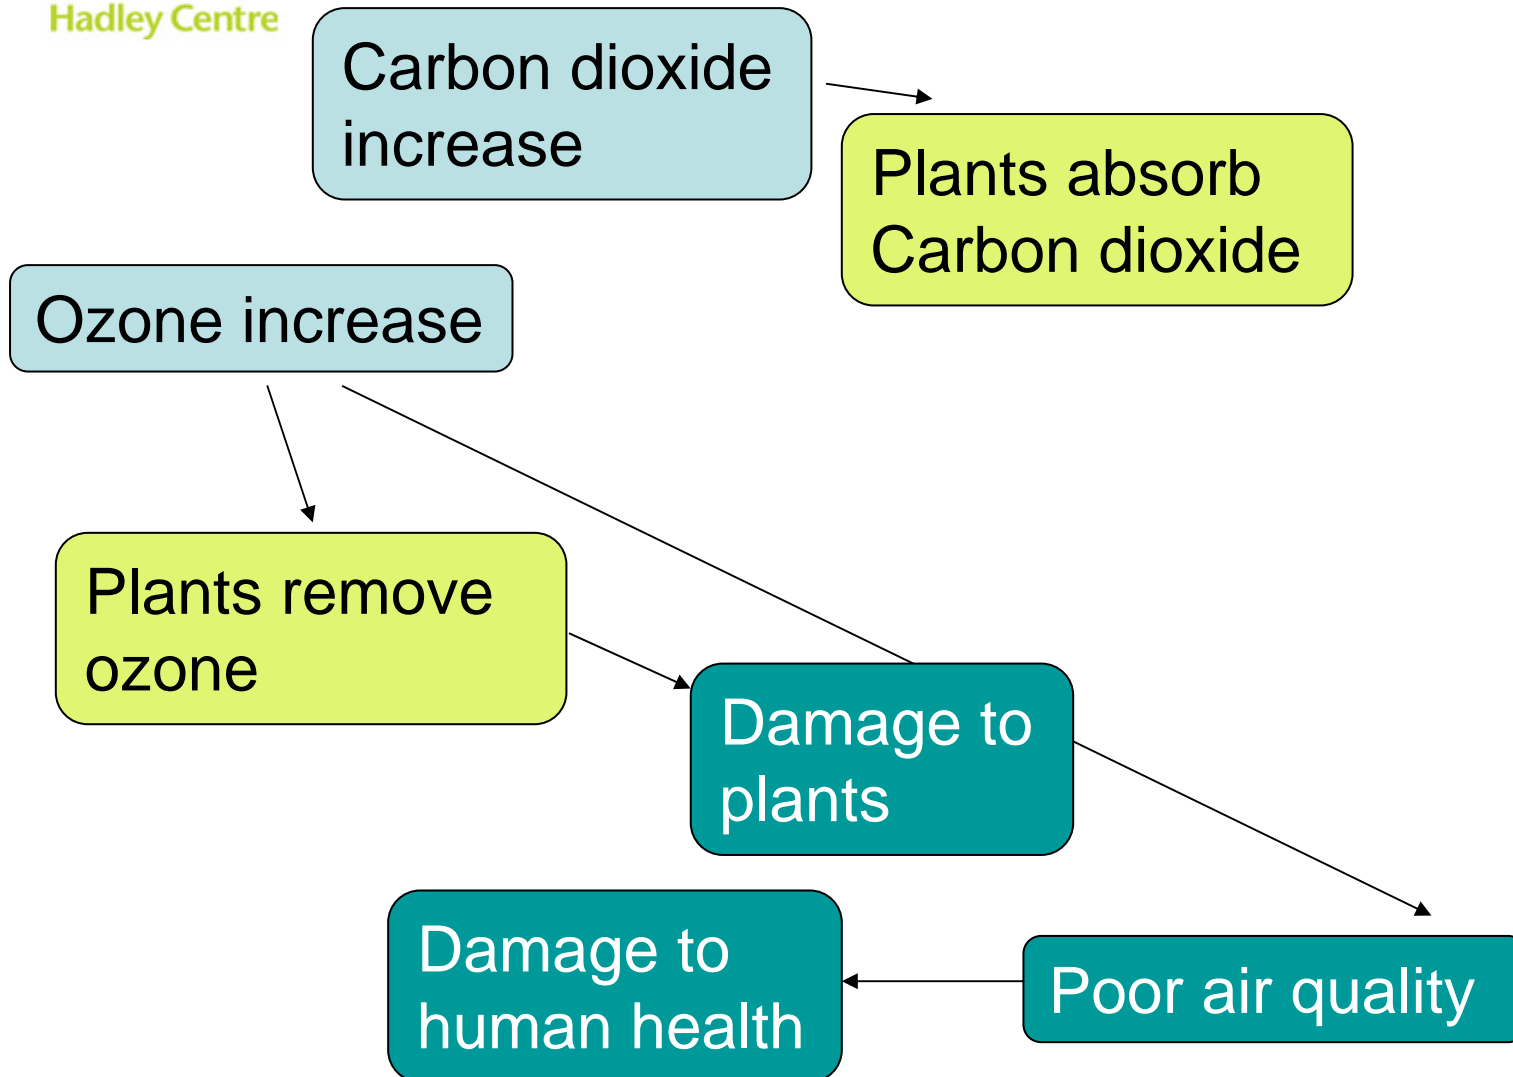 Hadley Centre
Carbon dioxide
increase
Plants absorb
Carbon dioxide
Ozone increase
Plants remove
ozone
Damage to
plants
Damage to
human health
Poor air quality